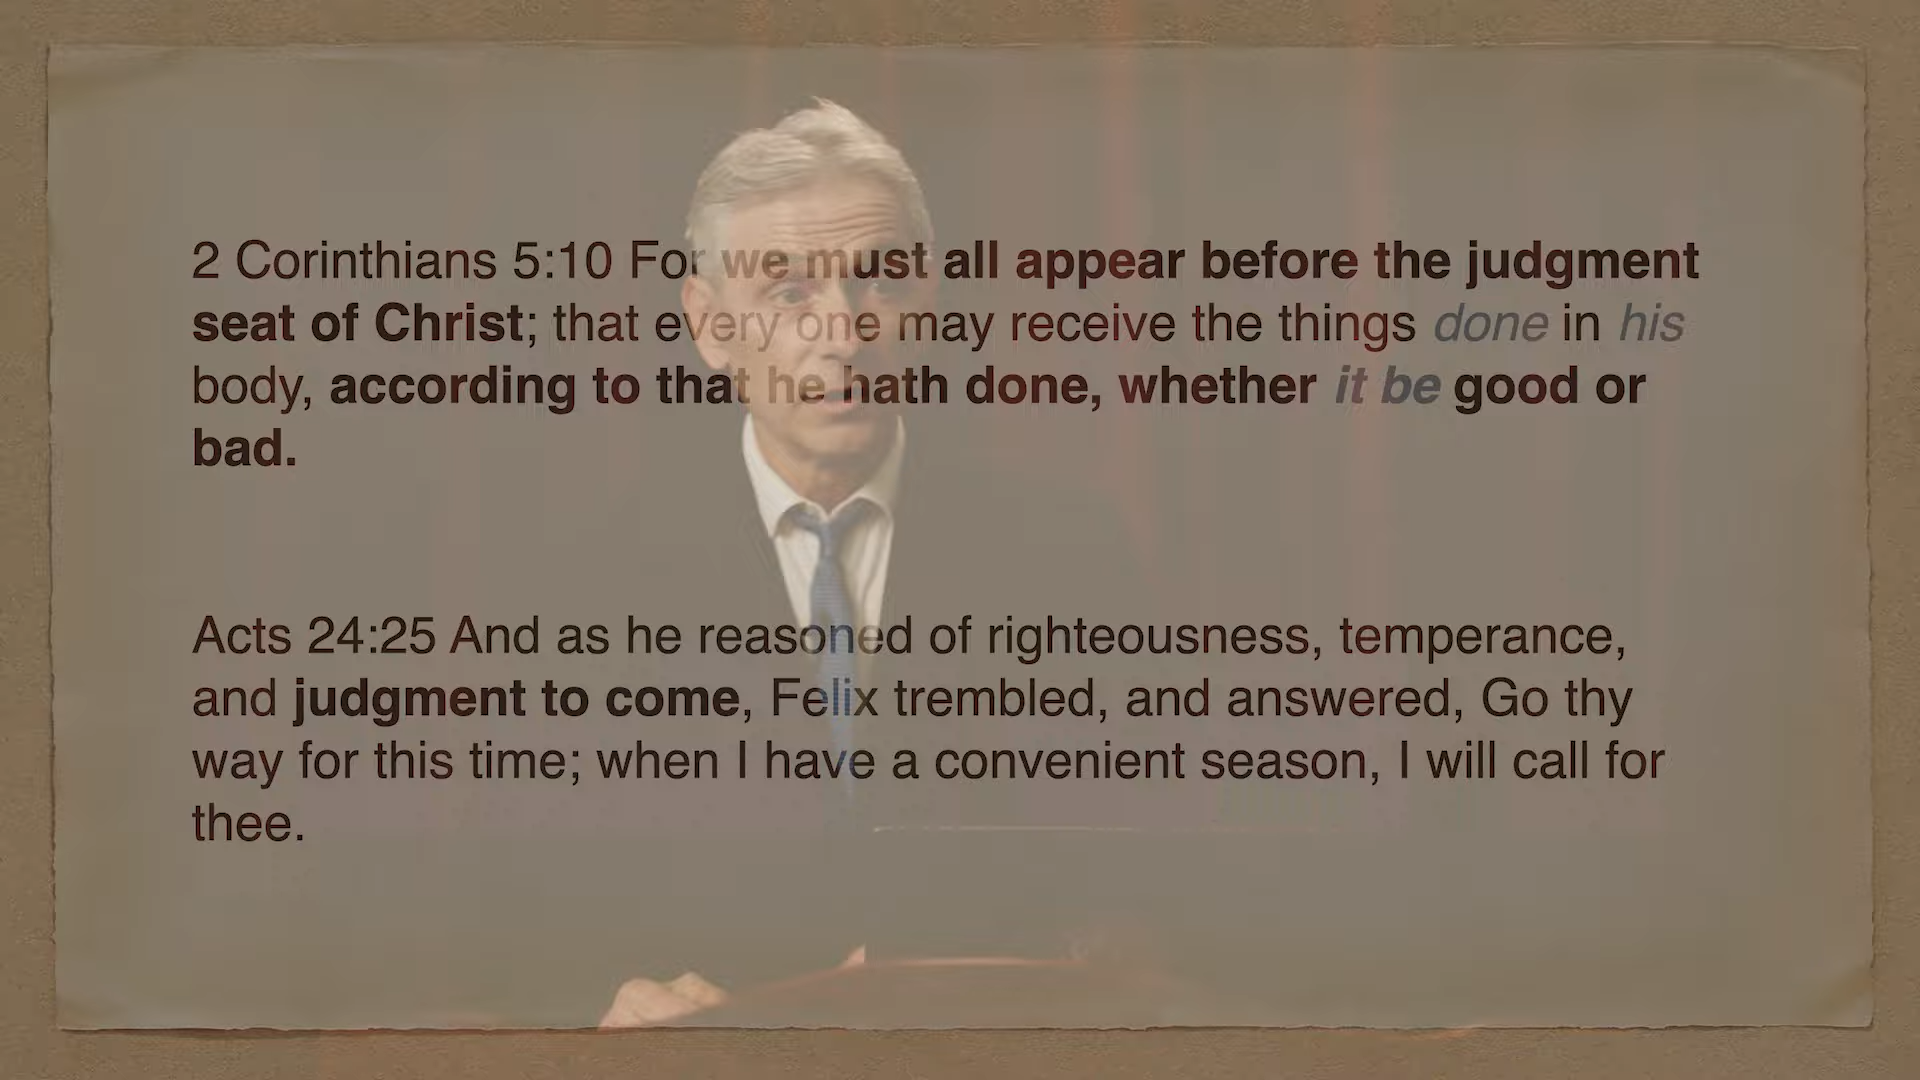 2 Corinthians 5:10 For we must all appear before the judgment
seat of Christ; that every one may receive the things done in his
body, according to that he hath done, whether it be good or
bad.
Acts 24:25 And as he reasoned of righteousness, temperance,
and judgment to come, Felix trembled, and answered, Go thy
way for this time; when I have a convenient season, I will call for
thee.